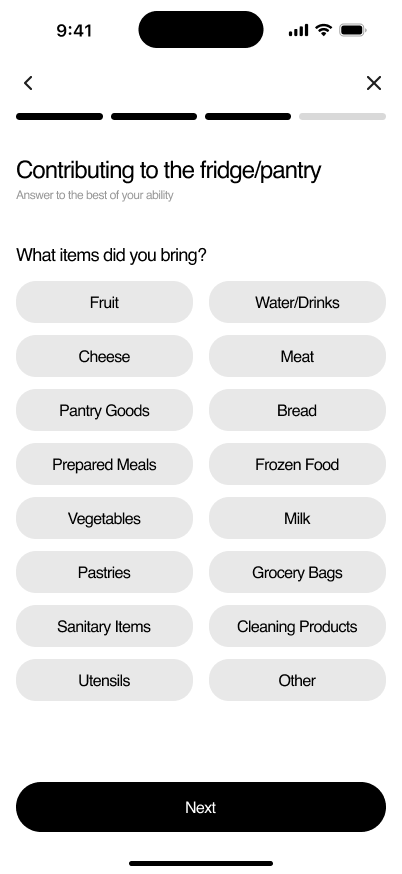 9:41
Contributing to the fridge/pantry
Answer to the best of your ability
What items did you bring?
Fruit
Water/Drinks
Cheese
Meat
Pantry Goods
Bread
Prepared Meals
Frozen Food
Vegetables
Milk
Pastries
Grocery Bags
Sanitary Items
Cleaning Products
Utensils
Other
Next